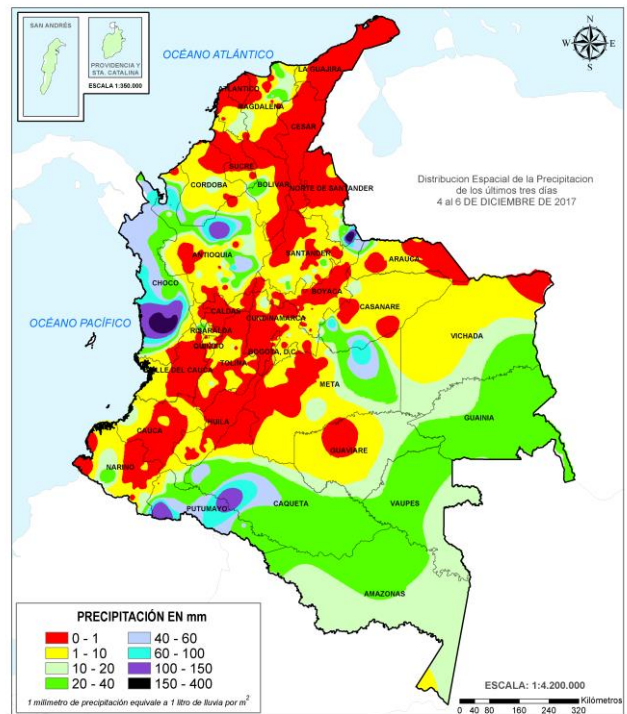 SAN ANDRÉS
PROVIDENCIA Y
STA. CATALINA
ESCALA 1:350.000
N
W
E
S
OCÉANO ATLÁNTICO
LA GUAJIRA
ATLANTICO
MAGDALENA
CESAR
SUCRE
CORDOBA
BOLIVAR
NORTE DE SANTANDER
Distribucion Espacial de la Precipitacion
de los últimos tres días
4 al 6 DE DICIEMBRE DE 2017
ANTIOQUIA
SANTANDER
ARAUCA
CHOCO
BOYACA
CASANARE
OCÉANO PACÍFICO
CALDAS
CUNDINAMARCA
RISARALDA
VICHADA
QUINDIO
BOGOTA, D.C.
TOLIMA
VALLE DEL CAUCA
META
GUAINIA
CAUCA
HUILA
GUAVIARE
NARIÑO
PUTUMAYO
CAQUETA
VAUPES
AMAZONAS
PRECIPITACIÓN EN mm
0 - 1
40 - 60
1 - 10
60 - 100
10 - 20
100 - 150
20 - 40
150 - 400
1 milimetro de precipitación equivale a 1 litro de lluvia por m2
ESCALA: 1:4.200.000
Kilómetros
0 40 80 160 240 320